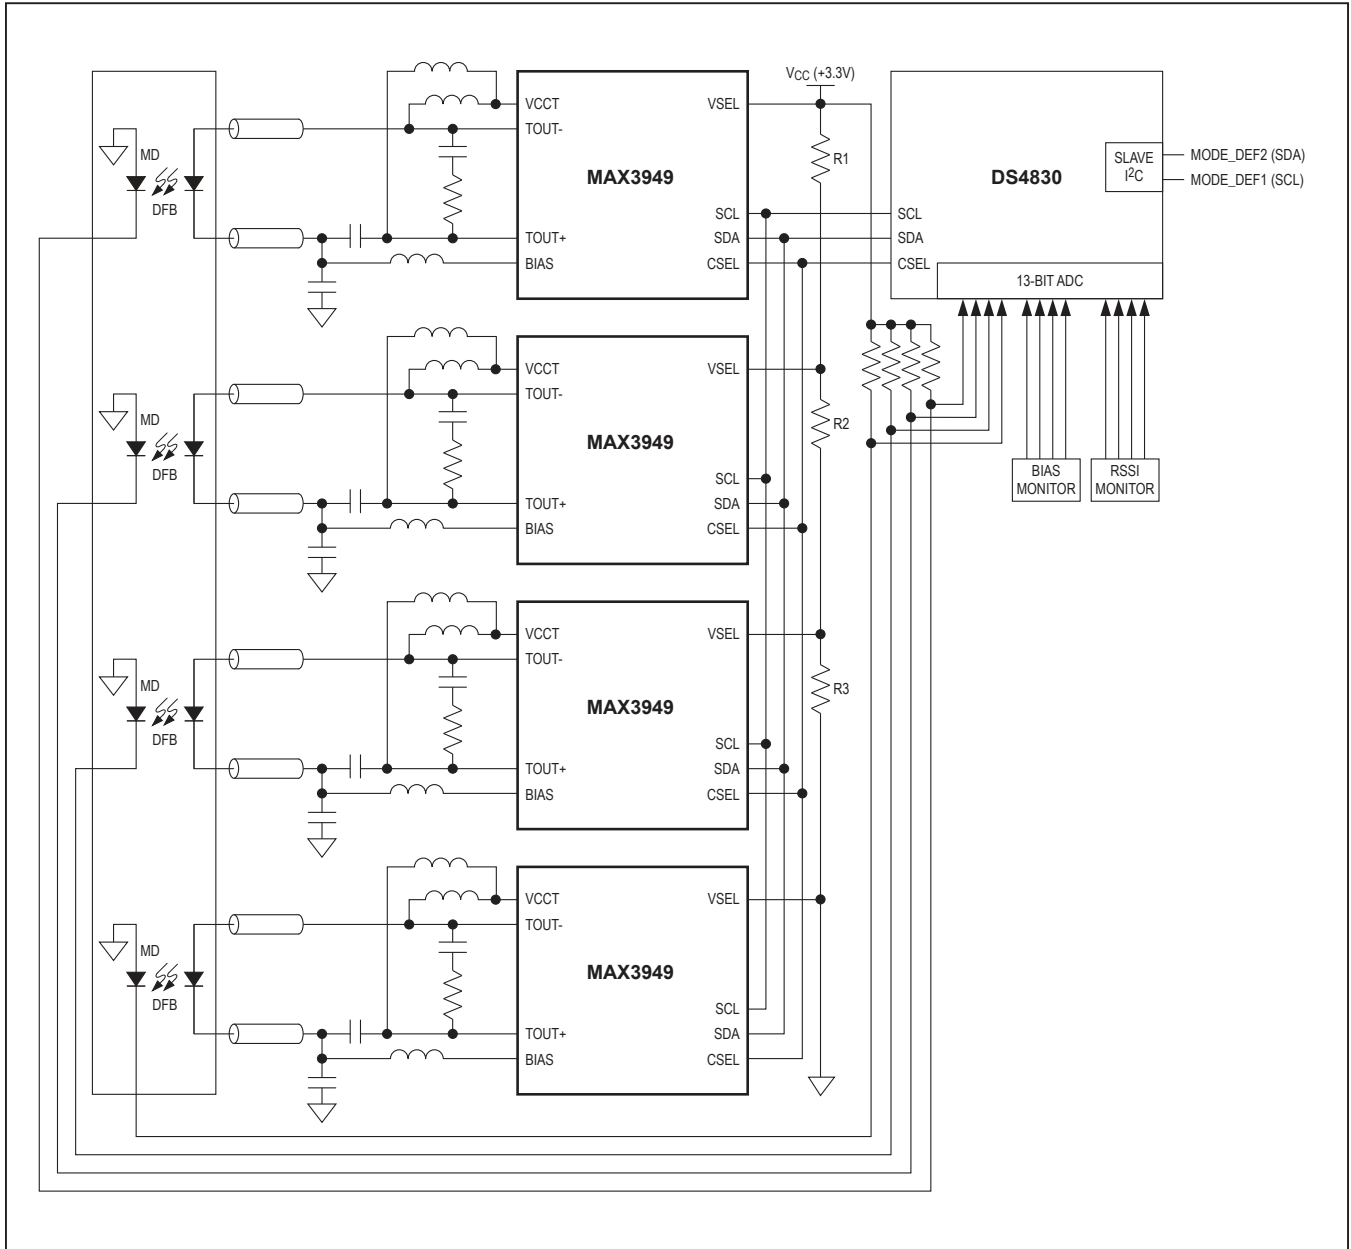 VCC (+3.3V)
VCCT
TOUT-
MAX3949
TOUT+
BIAS
VSEL
SCL
SDA
CSEL
MD
DFB
R1
DS4830
SCL
SDA
CSEL
SLAVE
I2C
MODE_DEF2 (SDA)
MODE_DEF1 (SCL)
13-BIT ADC
VCCT
TOUT-
MAX3949
TOUT+
BIAS
VSEL
SCL
SDA
CSEL
MD
DFB
R2
BIAS
MONITOR
RSSI
MONITOR
VCCT
TOUT-
MAX3949
TOUT+
BIAS
VSEL
SCL
SDA
CSEL
MD
DFB
R3
VCCT
TOUT-
MAX3949
TOUT+
BIAS
VSEL
SCL
SDA
CSEL
MD
DFB